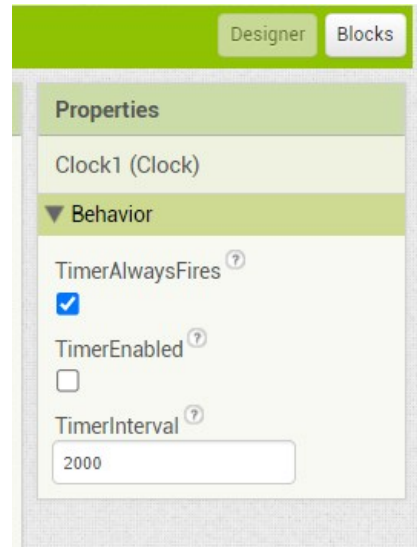 Designer Blocks
Properties
Clock1 (Clock)
Behavior
TimerAlwaysFires ?
TimerEnabled ?
TimerInterval ?
2000